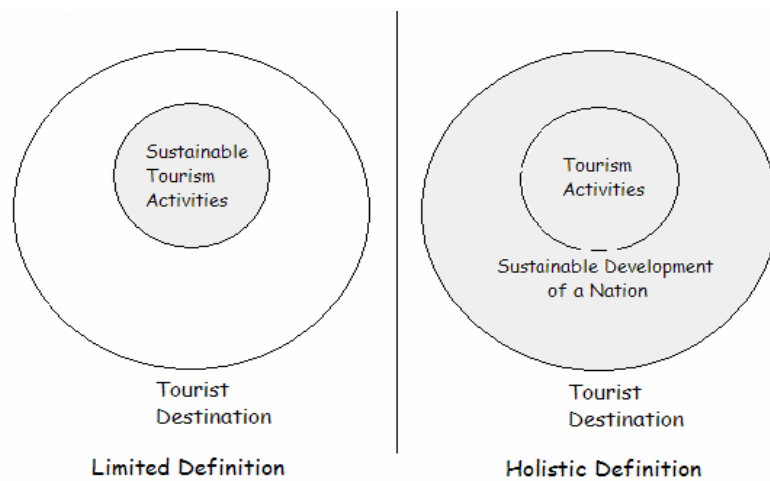 Sustainable
Tourism
Activities
Tourist
Destination
Limited Definition
Tourism
Activities
Sustainable Development
of a Nation
Tourist
Destination
Holistic Definition